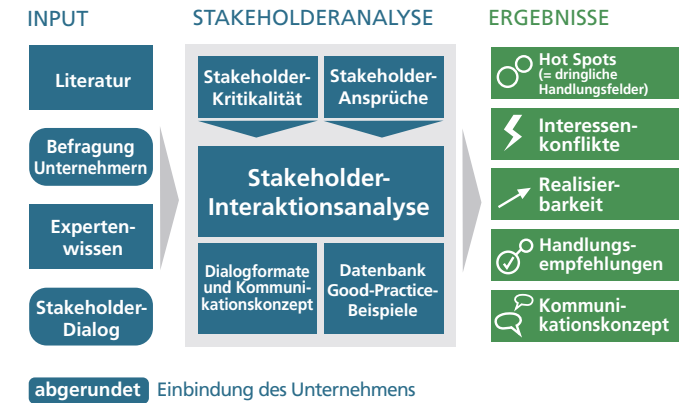 INPUT
Literatur
Befragung
Unternehmern
Experten-
wissen
Stakeholder-
Dialog
STAKEHOLDERANALYSE
Stakeholder-
Kritikalität
Stakeholder-
Ansprüche
Stakeholder-
Interaktionsanalyse
Dialogformate
und Kommuni-
kationskonzept
Datenbank
Good-Practice-
Beispiele
ERGEBNISSE
Hot Spots
(= dringliche
Handlungsfelder)
Interessen-
konflikte
Realisier-
barkeit
Handlungs-
empfehlungen
Kommuni-
kationskonzept
abgerundet Einbindung des Unternehmens